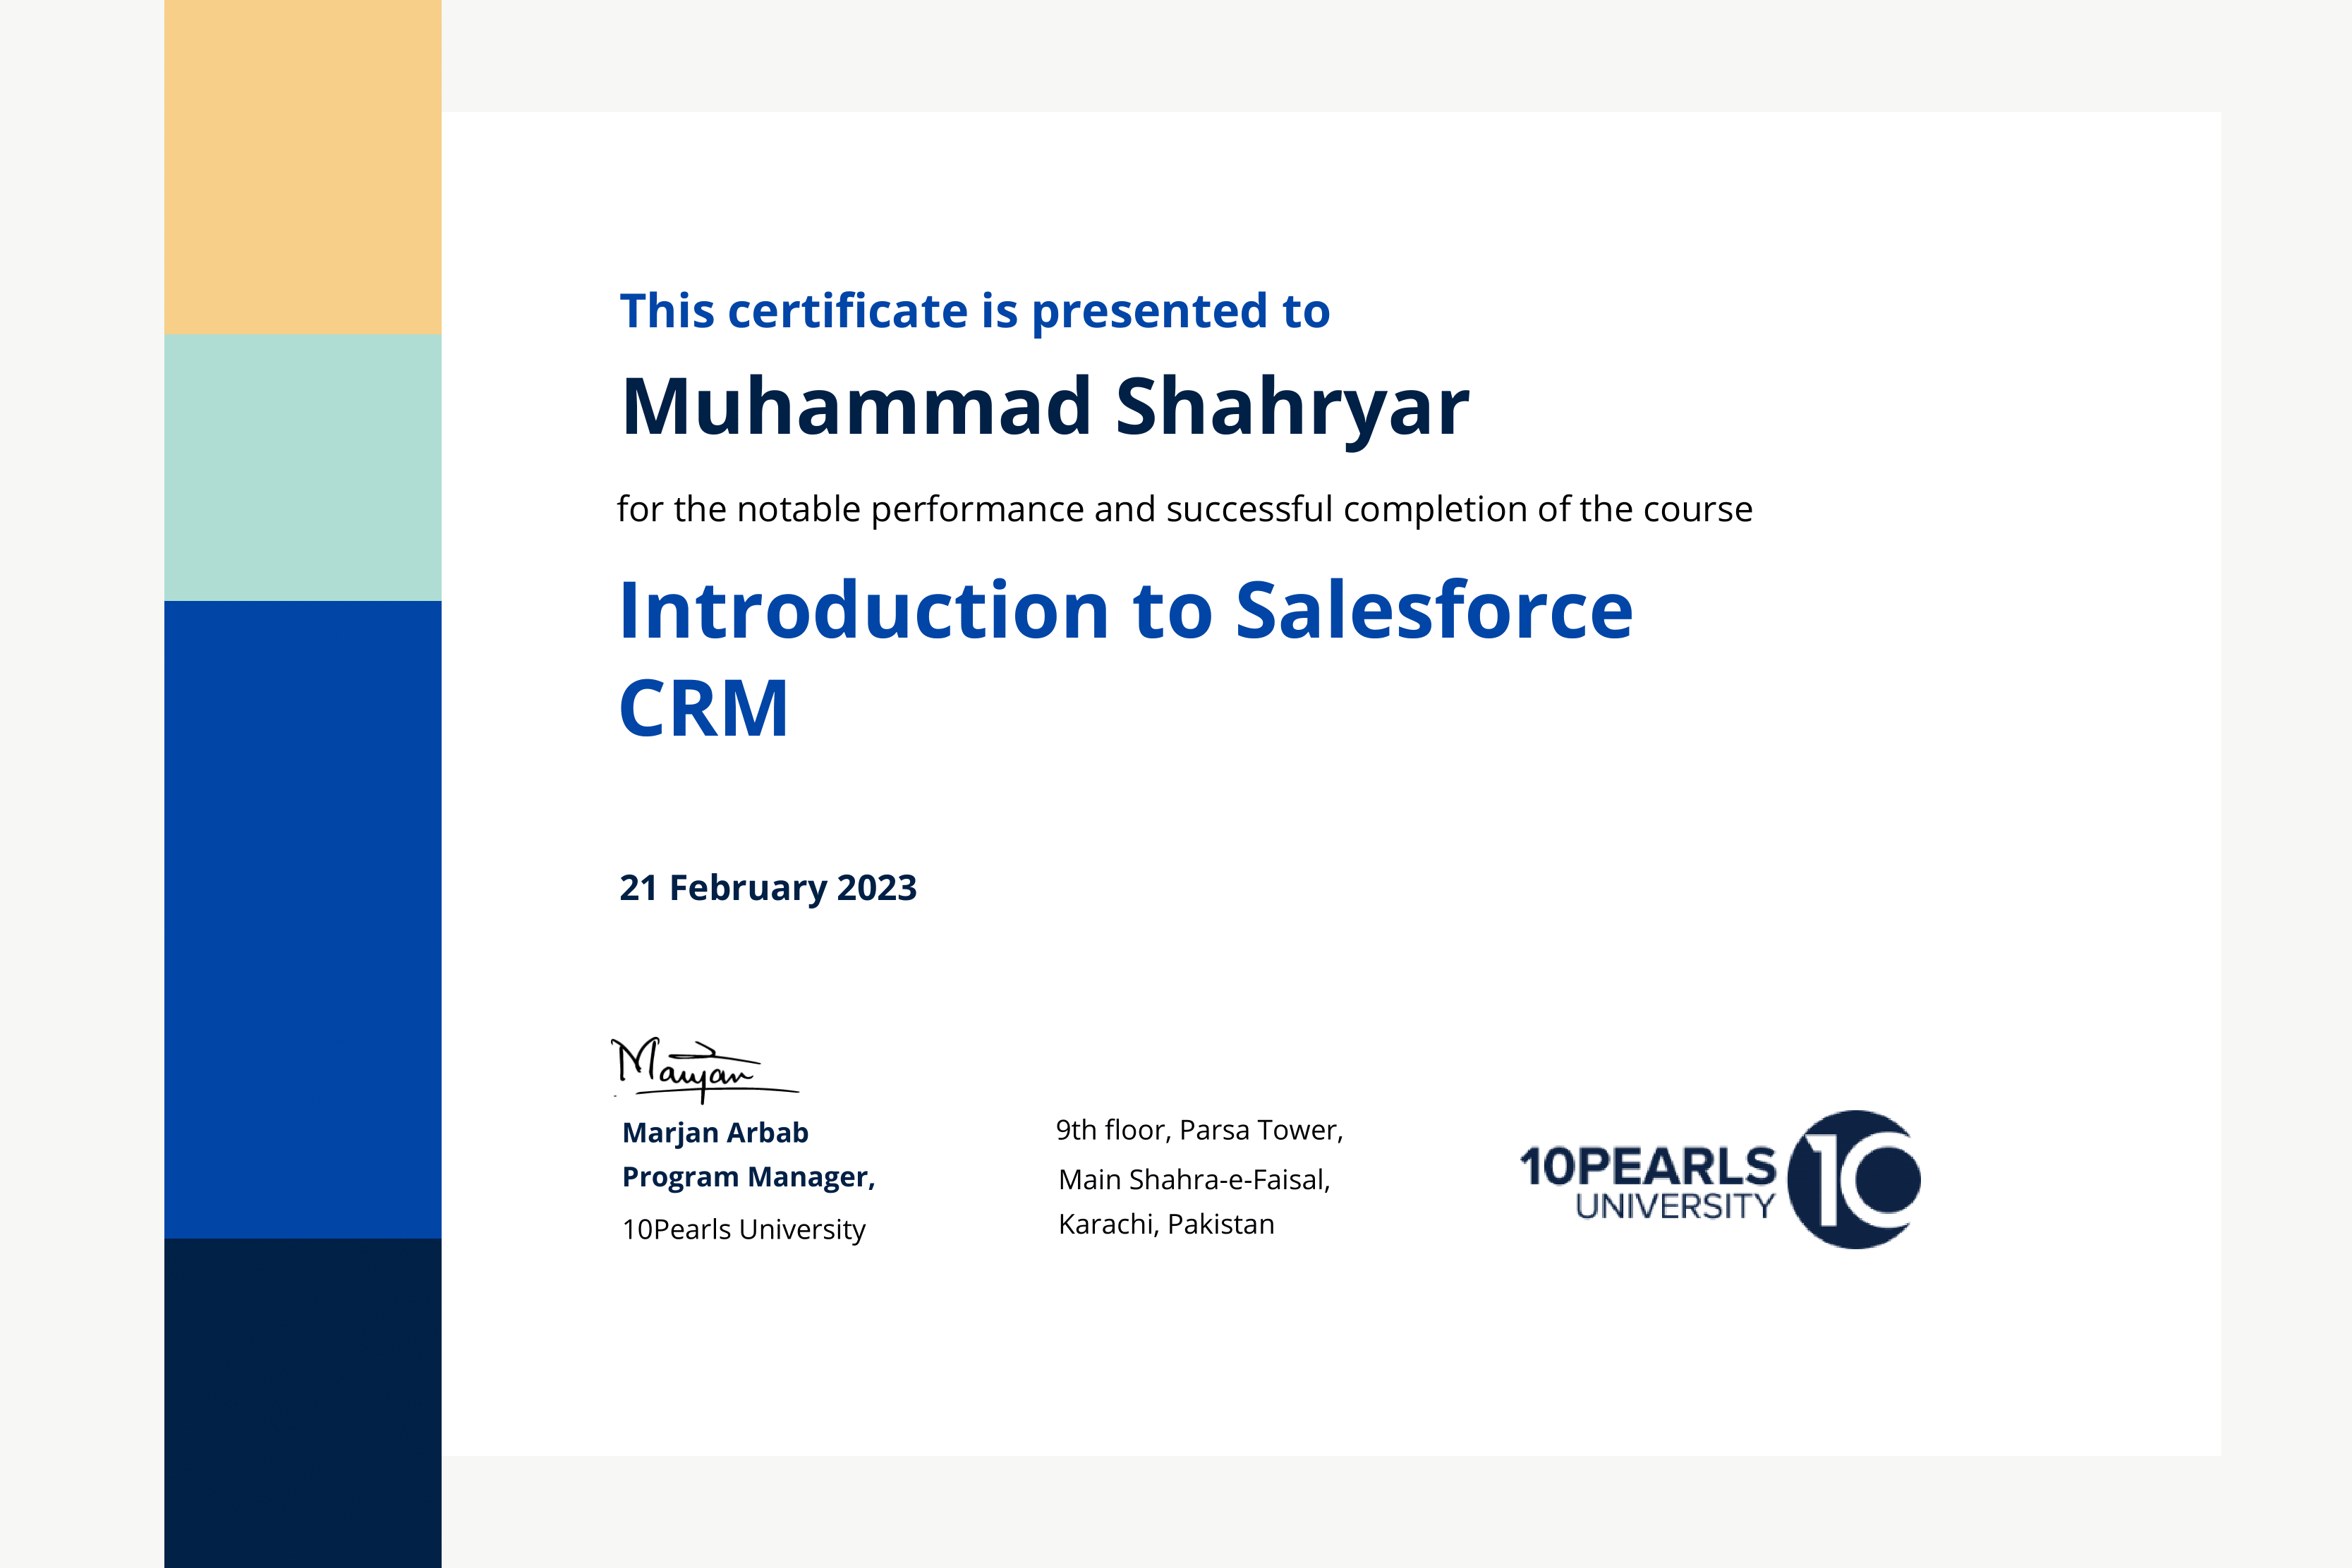 This certificate is presented to
Muhammad Shahryar
for the notable performance and successful completion of the course
Introduction to Salesforce
CRM
21 February 2023
Marjan
Marjan Arbab
Program Manager,
10Pearls University
9th floor, Parsa Tower,
Main Shahra-e-Faisal,
Karachi, Pakistan
10PEARLS
UNIVERSITY
10